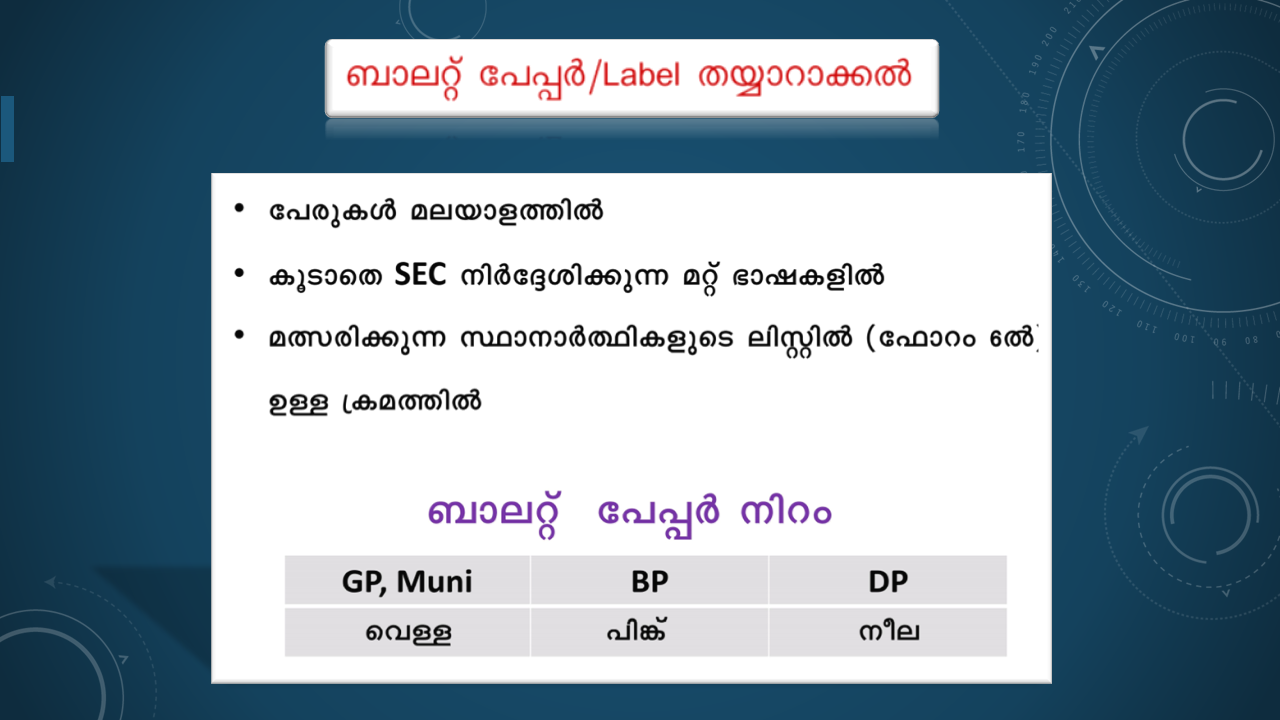 ബാലറ്റ് പേപ്പർ/Label തയ്യാറാക്കൽ
• പേരുകൾ മലയാളത്തിൽ
• കൂടാതെ SEC നിർദ്ദേശിക്കുന്ന മറ്റ് ഭാഷകളിൽ
• മത്സരിക്കുന്ന സ്ഥാനാർത്ഥികളുടെ ലിസ്റ്റിൽ (ഫോറം 6ൽ)
ഉള്ള ക്രമത്തിൽ
ബാലറ്റ് പേപ്പർ നിറം
GP, Muni BP DP
വെള്ള പിങ്ക് നീല